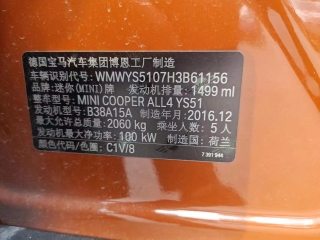 德国宝马汽车集团博恩工厂制造
车辆识别代号: WMWYS5107H3B61156
品牌: 迷你(MINI)牌 发动机排量: 1499 ml
整车型号: MINI COOPER ALL4 YS51
发动机型号: B38A15A 制造年月: 2016.12
最大允许总质量: 2060 kg 乘坐人数: 5 人
发动机最大净功率: 100 kW 制造国: 荷兰
颜色代号/色圈: C1V/8
7 391 944